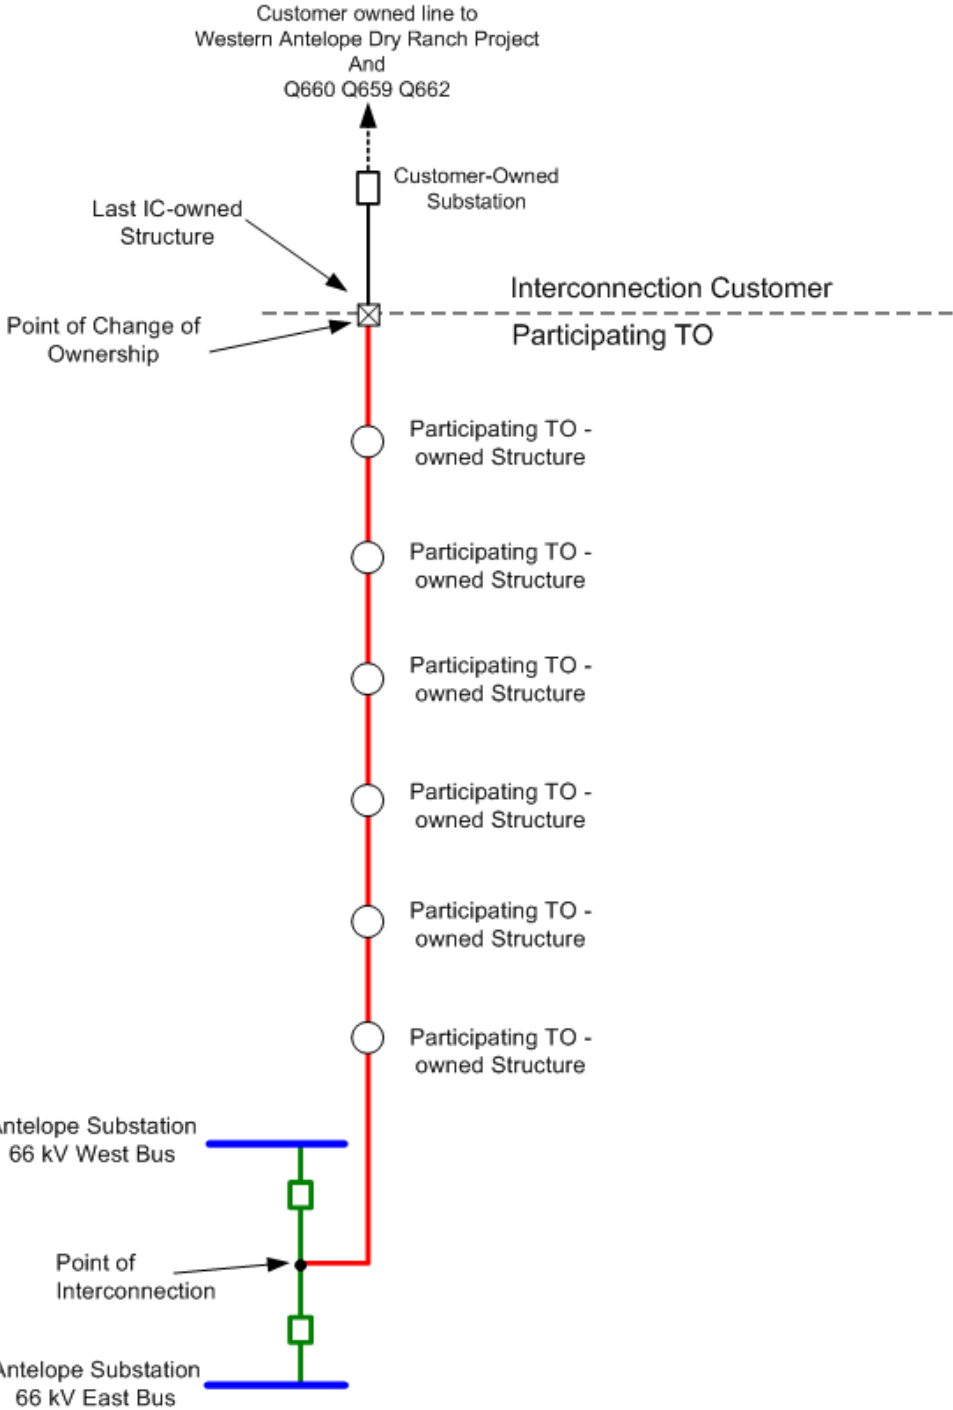 Customer owned line to
Western Antelope Dry Ranch Project
And
Q660 Q659 Q662
Customer-Owned
Substation
Last IC-owned
Structure
Interconnection Customer
Point of Change of
Ownership
Participating TO
Participating TO -
owned Structure
Participating TO -
owned Structure
Participating TO -
owned Structure
Participating TO -
owned Structure
Participating TO -
owned Structure
Participating TO -
owned Structure
Antelope Substation
66 kV West Bus
Point of
Interconnection
Antelope Substation
66 kV East Bus